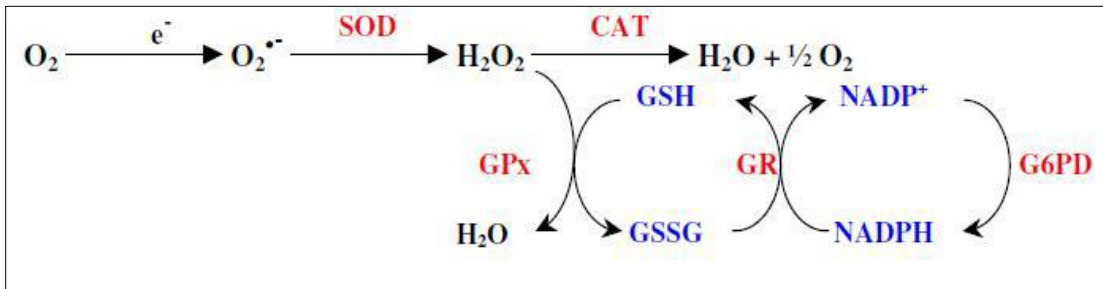 e⁻ SOD CAT
O₂ O₂•⁻ H₂O₂ H₂O + ½ O₂
GSH NADP⁺
GPx GR G6PD
H₂O GSSG NADPH